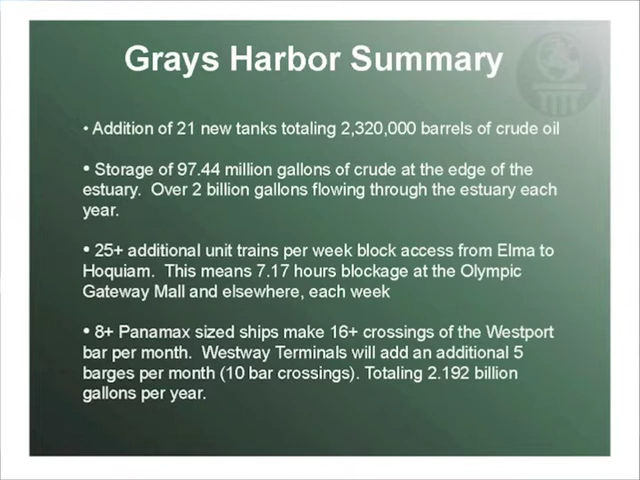 Grays Harbor Summary
• Addition of 21 new tanks totaling 2,320,000 barrels of crude oil
• Storage of 97.44 million gallons of crude at the edge of the
estuary.  Over 2 billion gallons flowing through the estuary each
year.
• 25+ additional unit trains per week block access from Elma to
Hoquiam.  This means 7.17 hours blockage at the Olympic
Gateway Mall and elsewhere, each week
• 8+ Panamax sized ships make 16+ crossings of the Westport
bar per month.  Westway Terminals will add an additional 5
barges per month (10 bar crossings). Totaling 2.192 billion
gallons per year.